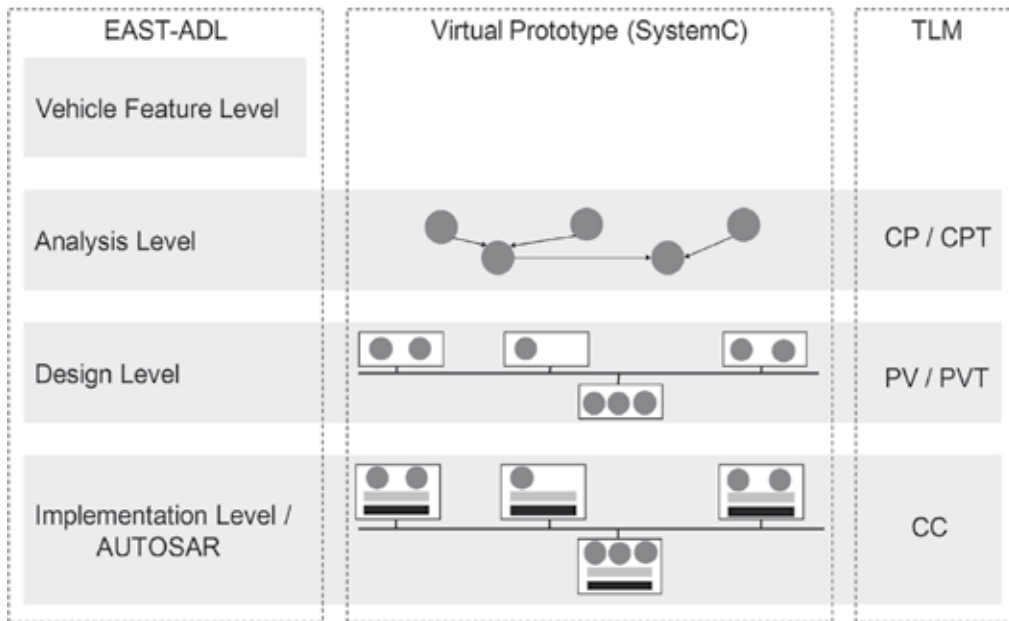 EAST-ADL
Virtual Prototype (SystemC)
TLM
Vehicle Feature Level
Analysis Level
CP / CPT
Design Level
PV / PVT
Implementation Level /
AUTOSAR
CC